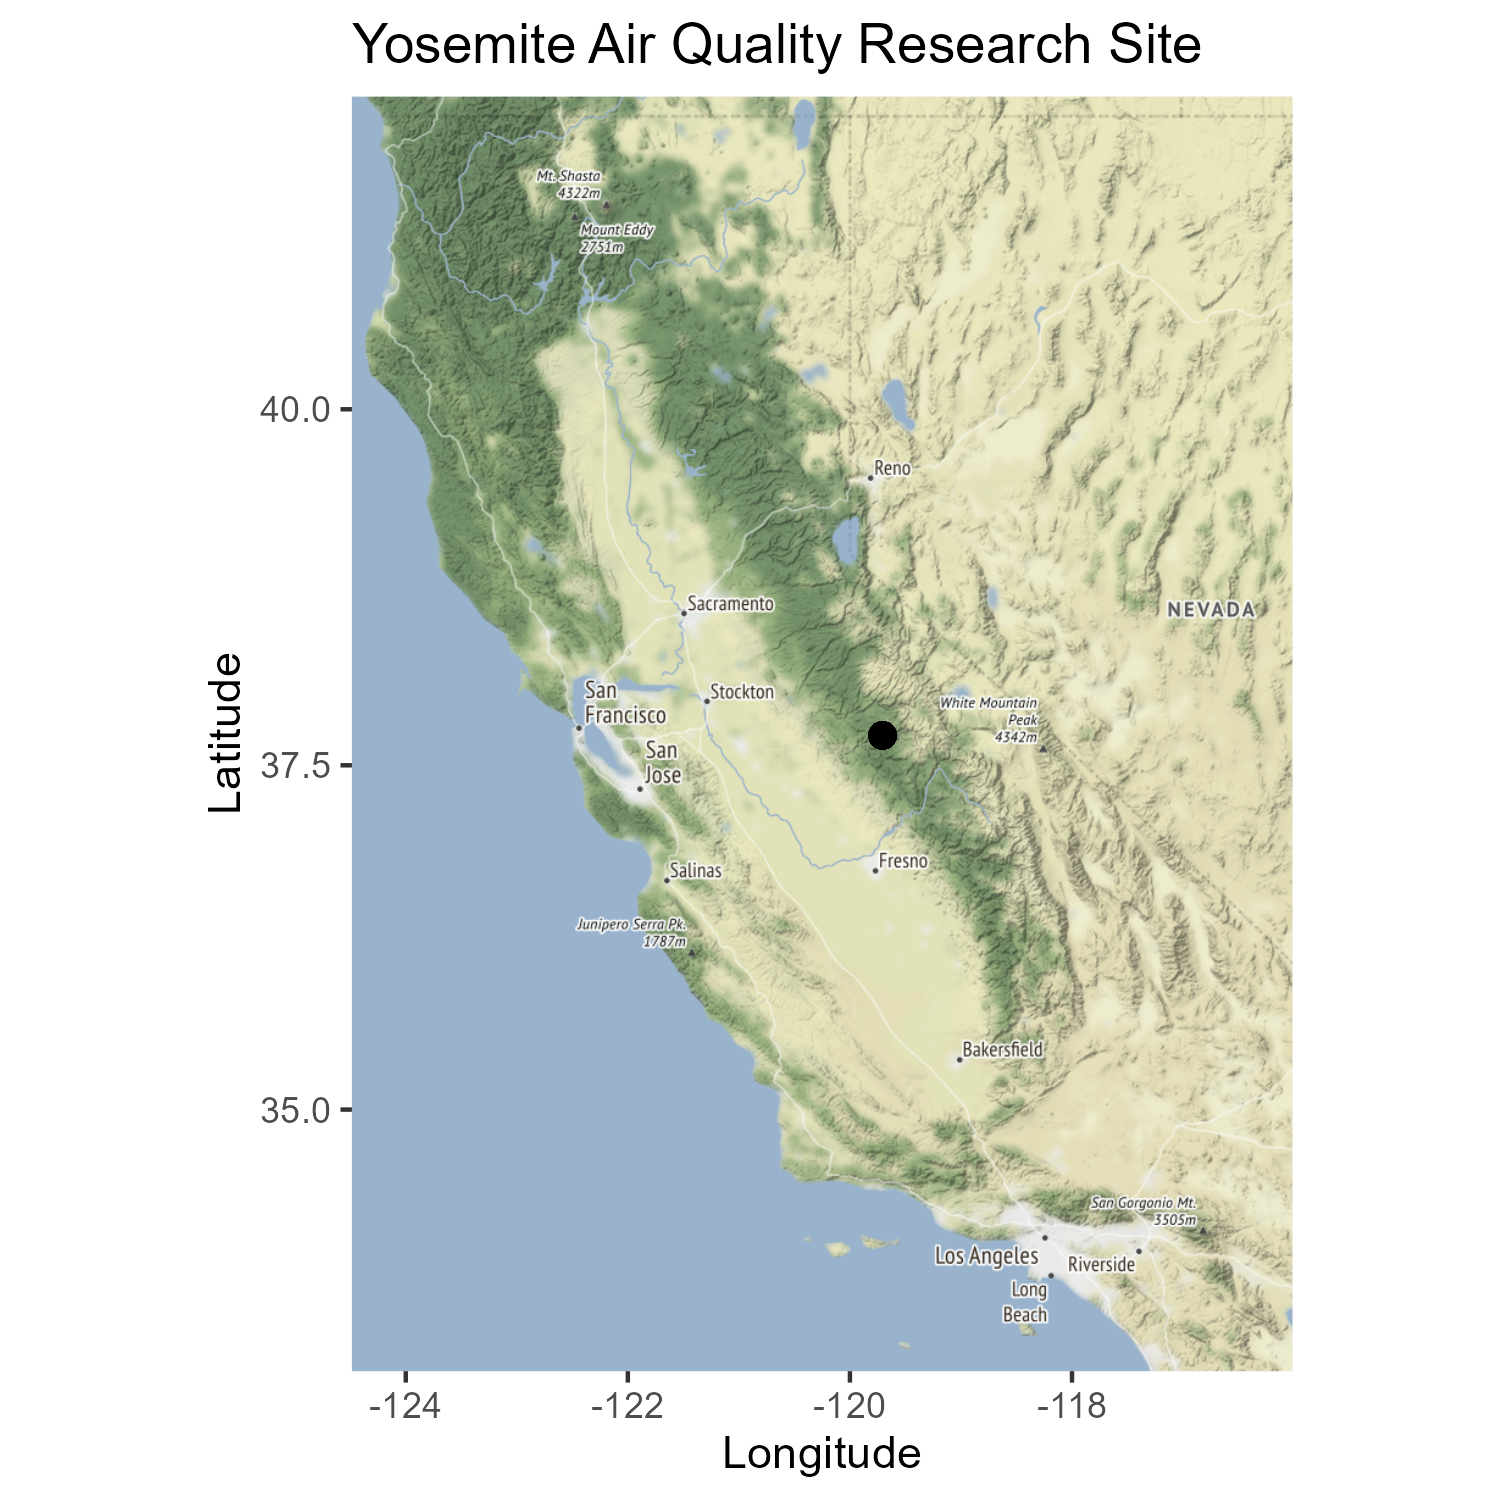 Yosemite Air Quality Research Site
Mt. Shasta
4322m
Mount Eddy
2751m
40.0
Reno
Sacramento
NEVADA
San
Francisco
Stockton
White Mountain
Peak
4342m
San
Jose
37.5
Latitude
Fresno
Salinas
Junipero Serra Pk.
1787m
Bakersfield
35.0
San Gorgonio Mt.
3505m
Los Angeles
Riverside
Long
Beach
-124
-122
-120
-118
Longitude